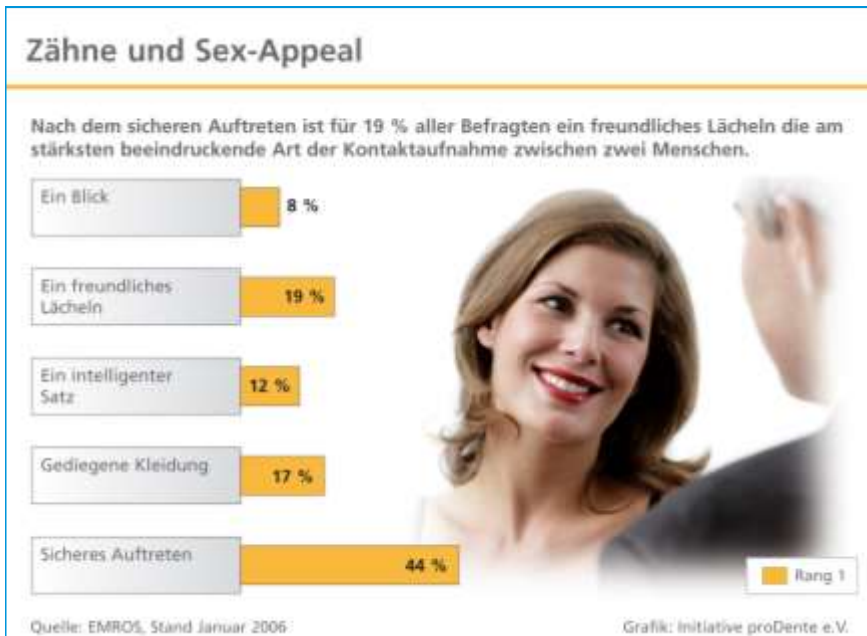 Zähne und Sex-Appeal
Nach dem sicheren Auftreten ist für 19 % aller Befragten ein freundliches Lächeln die am
stärksten beeindruckende Art der Kontaktaufnahme zwischen zwei Menschen.
Ein Blick
8 %
Ein freundliches
Lächeln
19 %
Ein intelligenter
Satz
12 %
Gediegene Kleidung
17 %
Sicheres Auftreten
44 %
Rang 1
Quelle: EMROS, Stand Januar 2006
Grafik: Initiative proDente e.V.